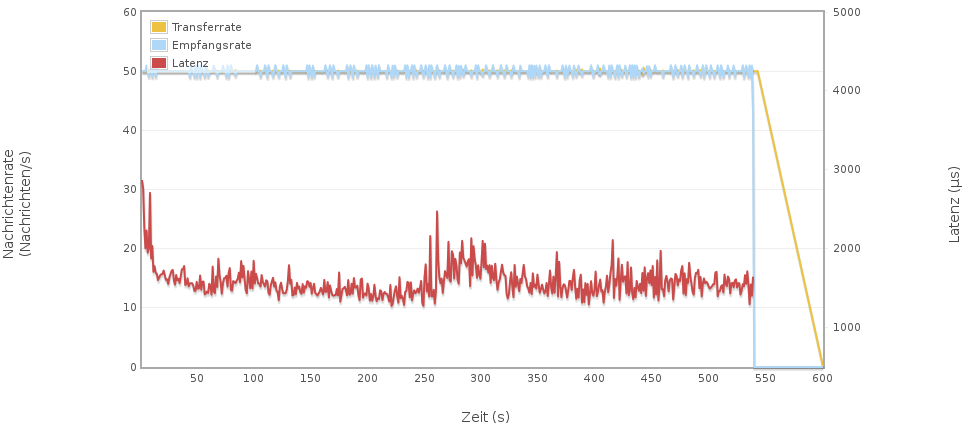 60
50
40
30
20
10
0
Transferrate
Empfangsrate
Latenz
5000
4000
3000
2000
1000
Nachrichtenrate
(Nachrichten/s)
Latenz (µs)
50 100 150 200 250 300 350 400 450 500 550 600
Zeit (s)